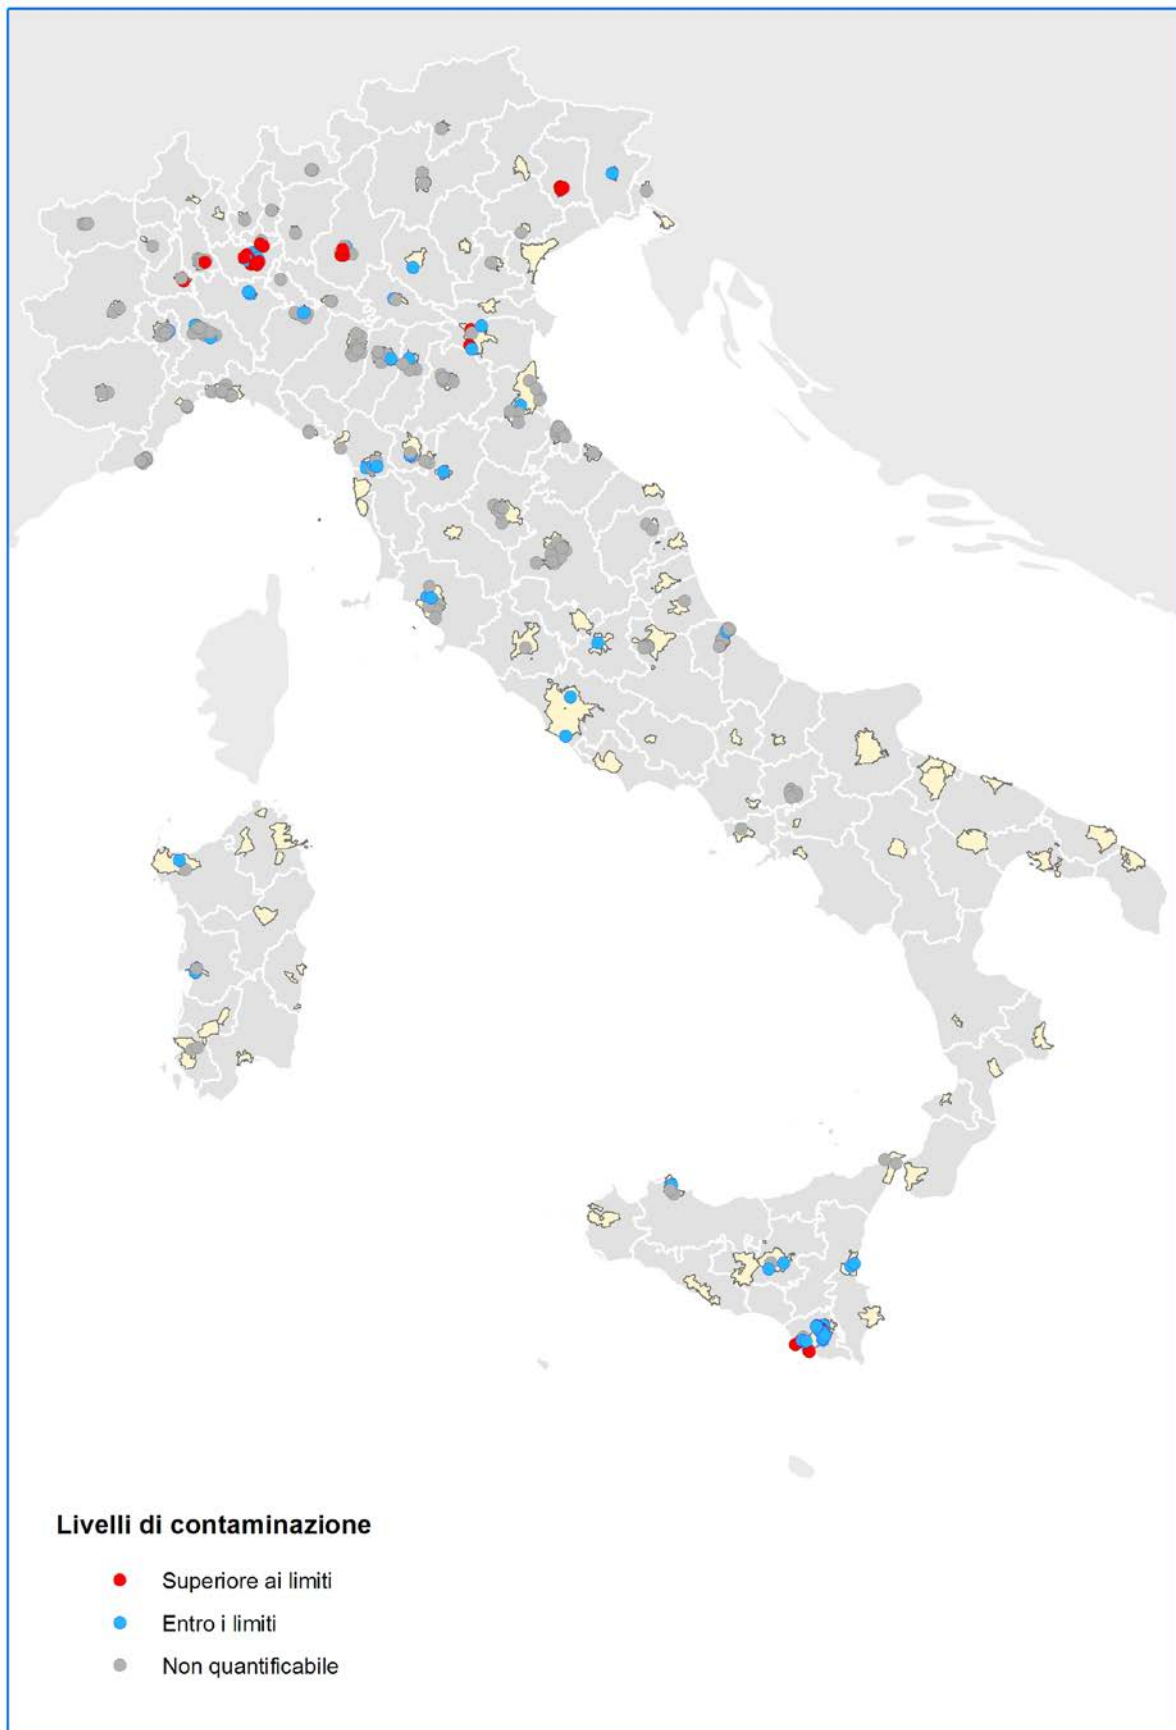 Livelli di contaminazione
Superiore ai limiti
Entro i limiti
Non quantificabile